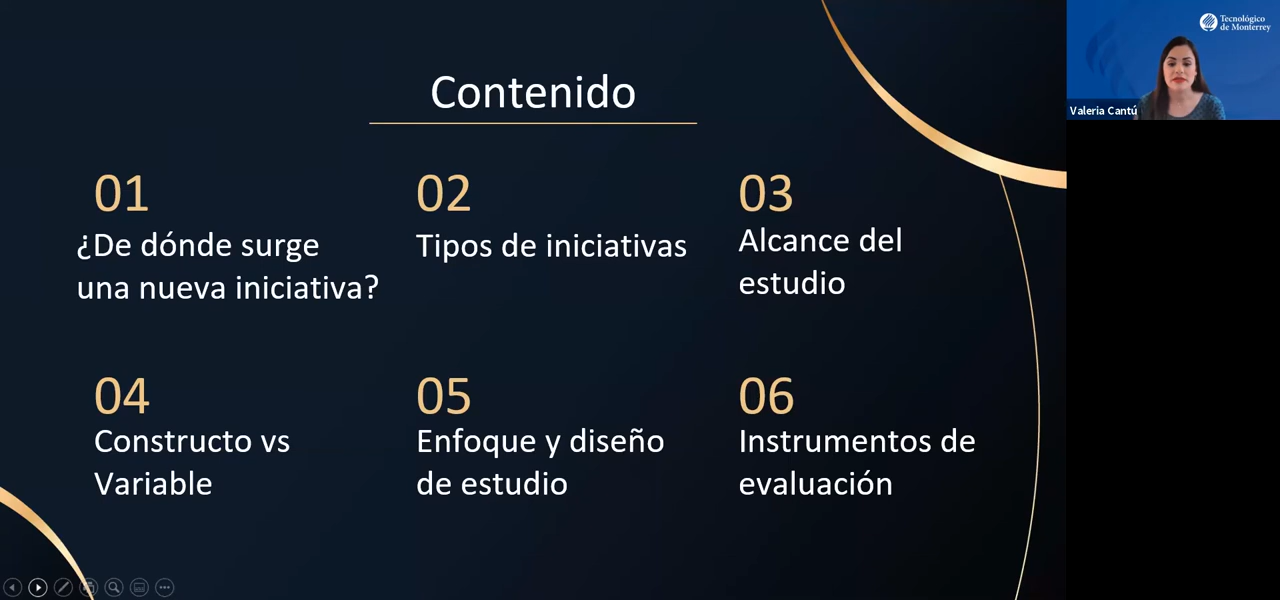 Contenido
01
¿De dónde surge
una nueva iniciativa?
02
Tipos de iniciativas
03
Alcance del
estudio
04
Constructo vs
Variable
05
Enfoque y diseño
de estudio
06
Instrumentos de
evaluación
Tecnológico
de Monterrey
Valeria Cantú